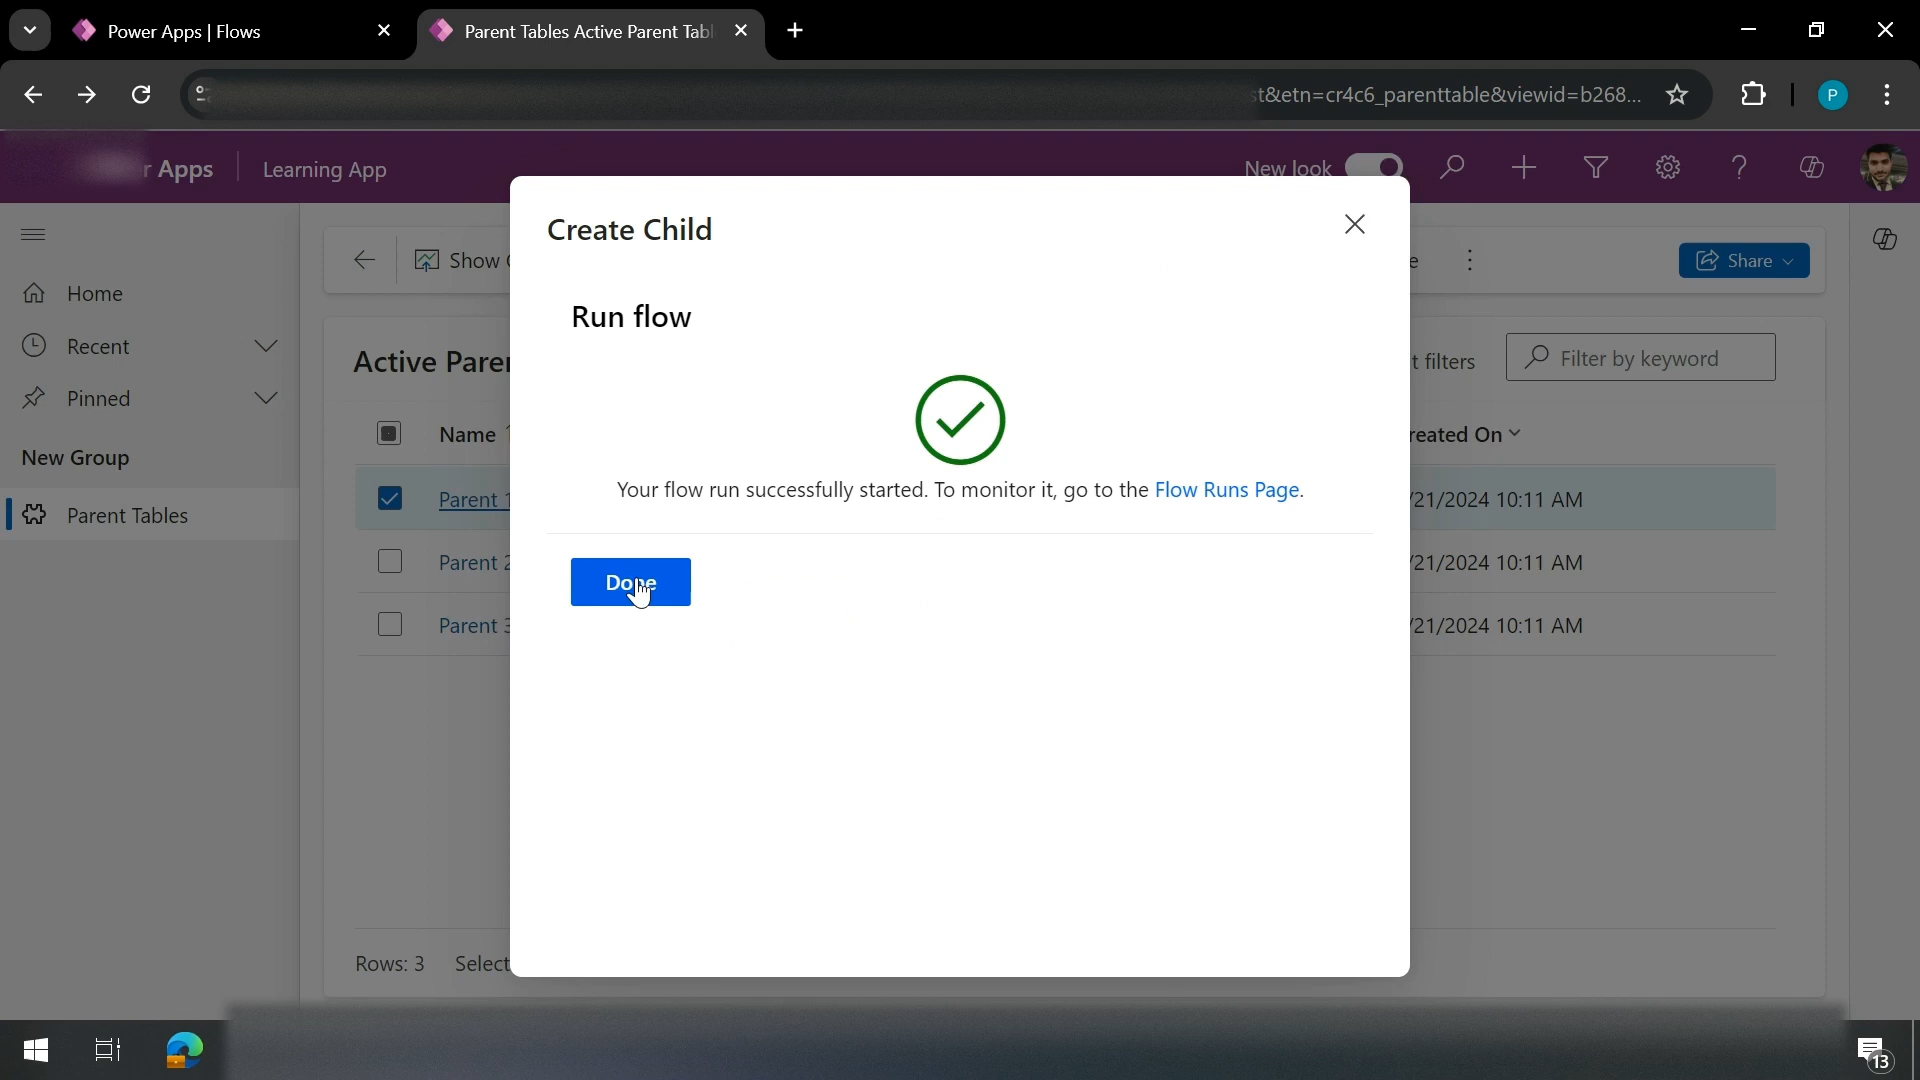 Power Apps | Flows
Parent Tables Active Parent Tabl
t&etn=cr4c6_parenttable&viewid=b268...
P
Apps
Learning App
New look
Home
Recent
Pinned
New Group
Parent Tables
Show
Share
Active Paren
t filters
Filter by keyword
Name
reated On
Parent 1
/21/2024 10:11 AM
Parent 2
/21/2024 10:11 AM
Parent 3
/21/2024 10:11 AM
Rows: 3
Select
Create Child
Run flow
Your flow run successfully started. To monitor it, go to the Flow Runs Page.
Done
13